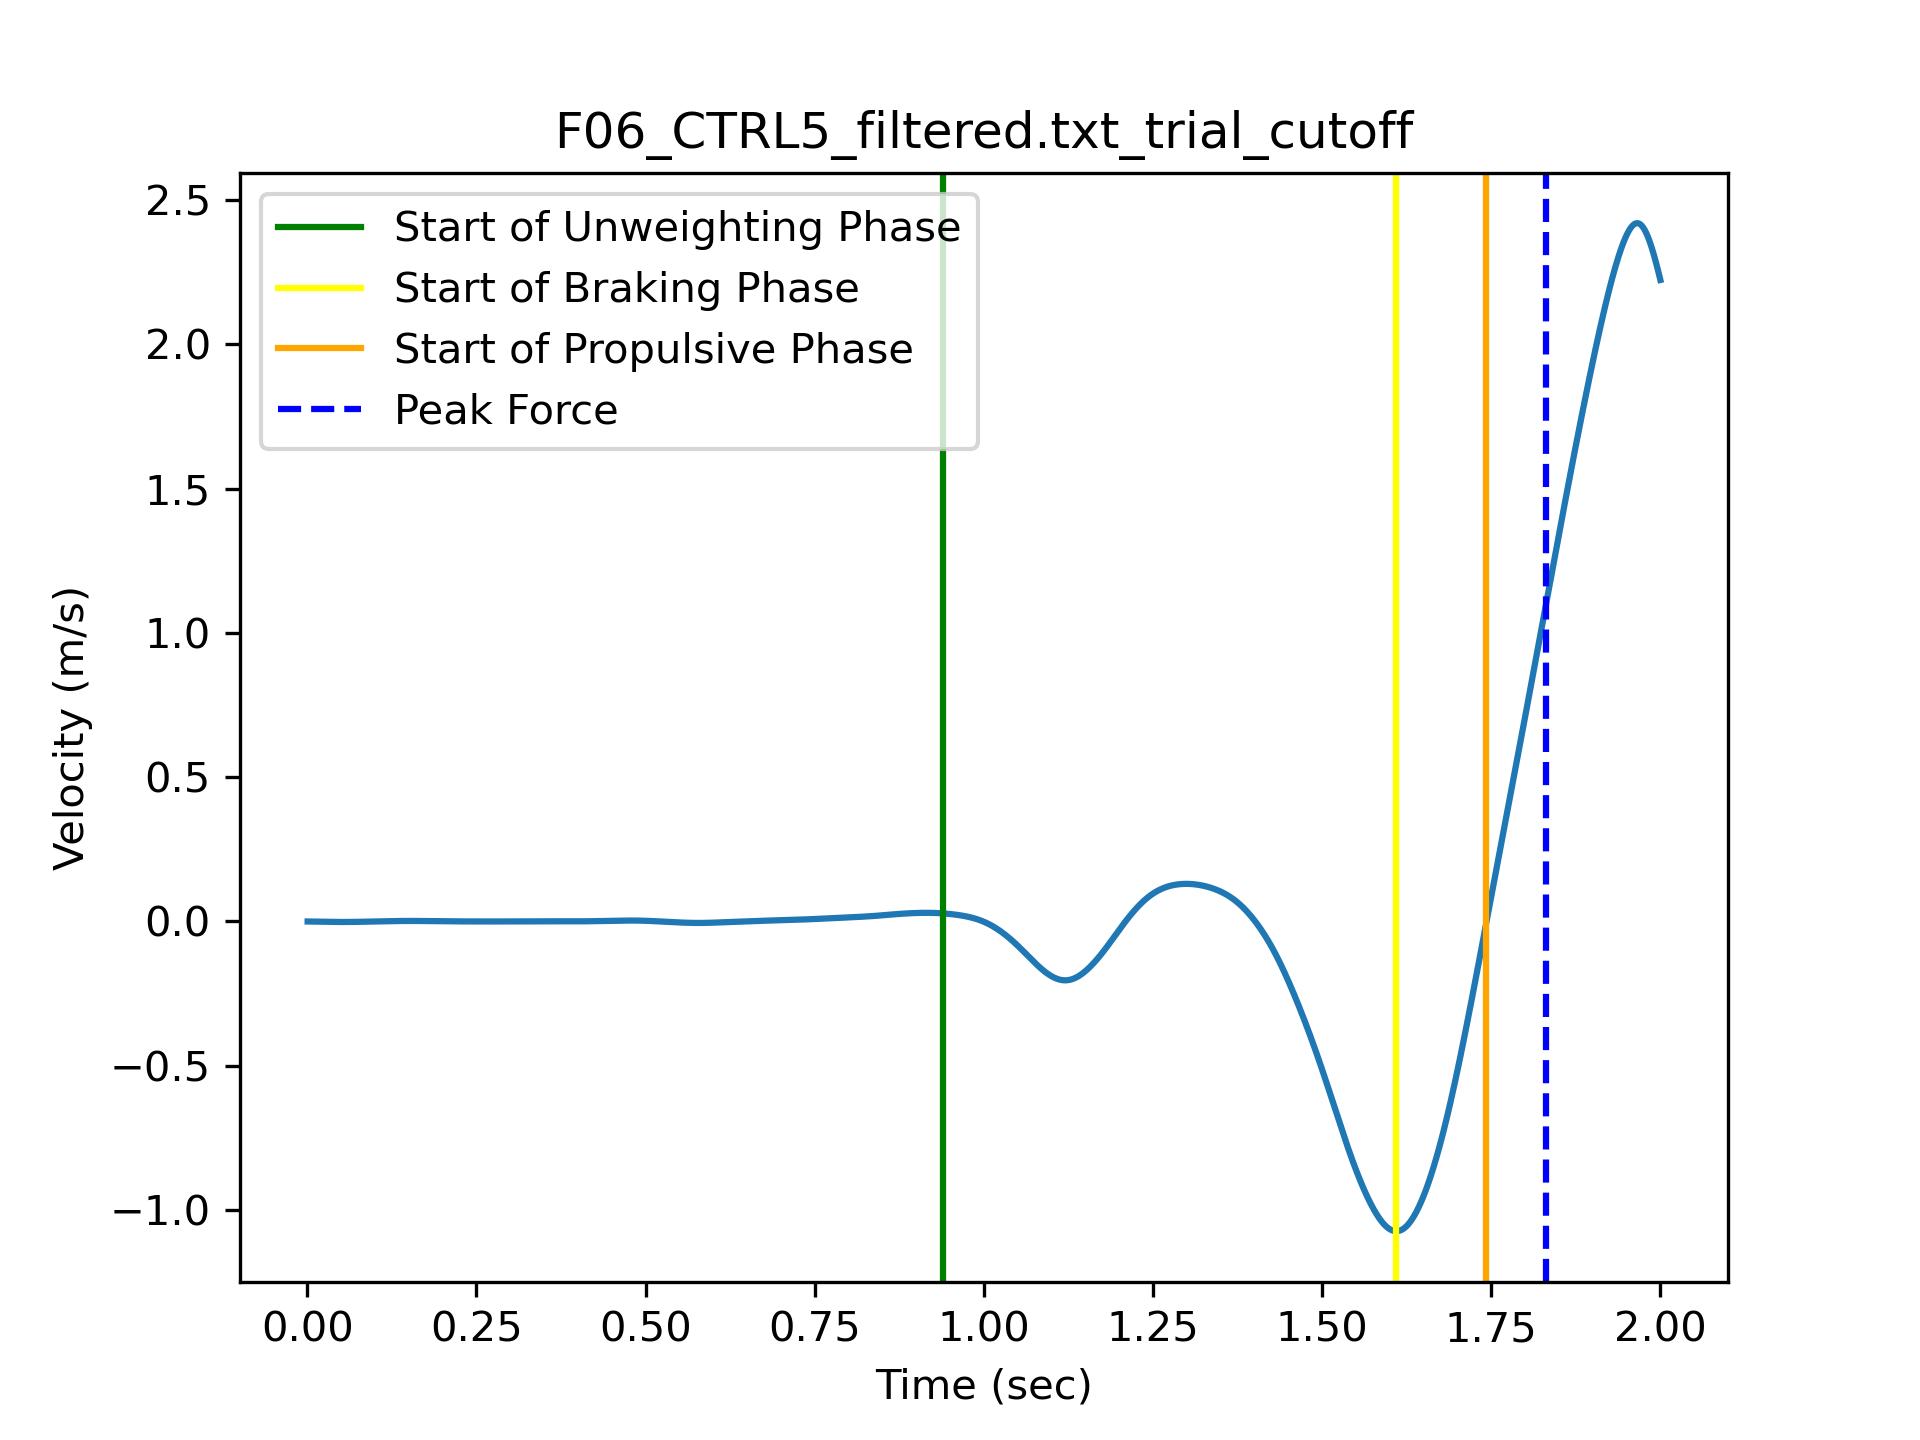 F06_CTRL5_filtered.txt_trial_cutoff
Start of Unweighting Phase
Start of Braking Phase
Start of Propulsive Phase
Peak Force
2.5
2.0
1.5
1.0
0.5
0.0
−0.5
−1.0
Velocity (m/s)
0.00 0.25 0.50 0.75 1.00 1.25 1.50 1.75 2.00
Time (sec)